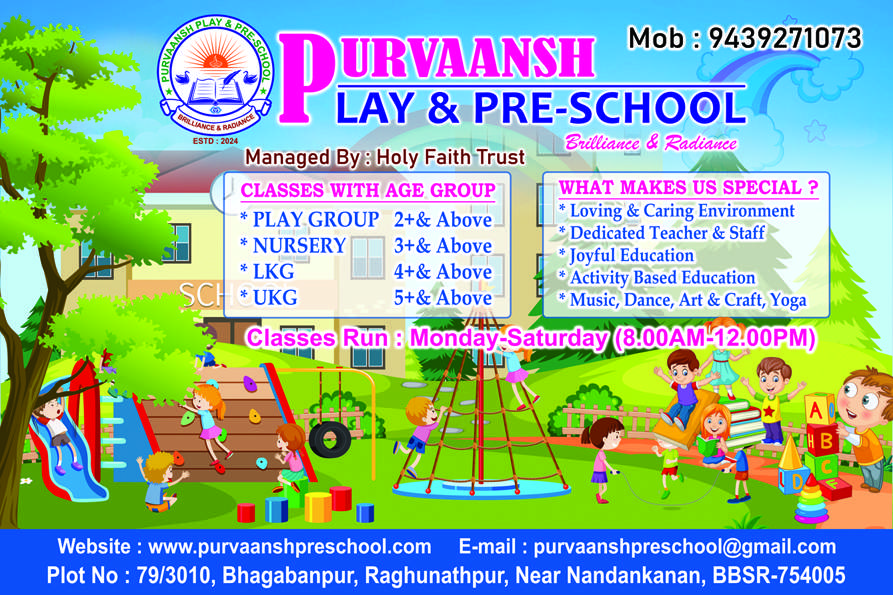 PURVAANSH PLAY & PRE-SCHOOL
BRILLIANCE & RADIANCE
ESTD : 2024
PURVAANSH
PLAY & PRE-SCHOOL
Brilliance & Radiance
Mob : 9439271073
Managed By : Holy Faith Trust
CLASSES WITH AGE GROUP
* PLAY GROUP 2+& Above
* NURSERY 3+& Above
* LKG 4+& Above
* UKG 5+& Above
WHAT MAKES US SPECIAL ?
* Loving & Caring Environment
* Dedicated Teacher & Staff
* Joyful Education
* Activity Based Education
* Music, Dance, Art & Craft, Yoga
SCHOOL
Classes Run : Monday-Saturday (8.00AM-12.00PM)
A
B
C
D
E
F
Website : www.purvaanshpreschool.com E-mail : purvaanshpreschool@gmail.com
Plot No : 79/3010, Bhagabanpur, Raghunathpur, Near Nandankanan, BBSR-754005